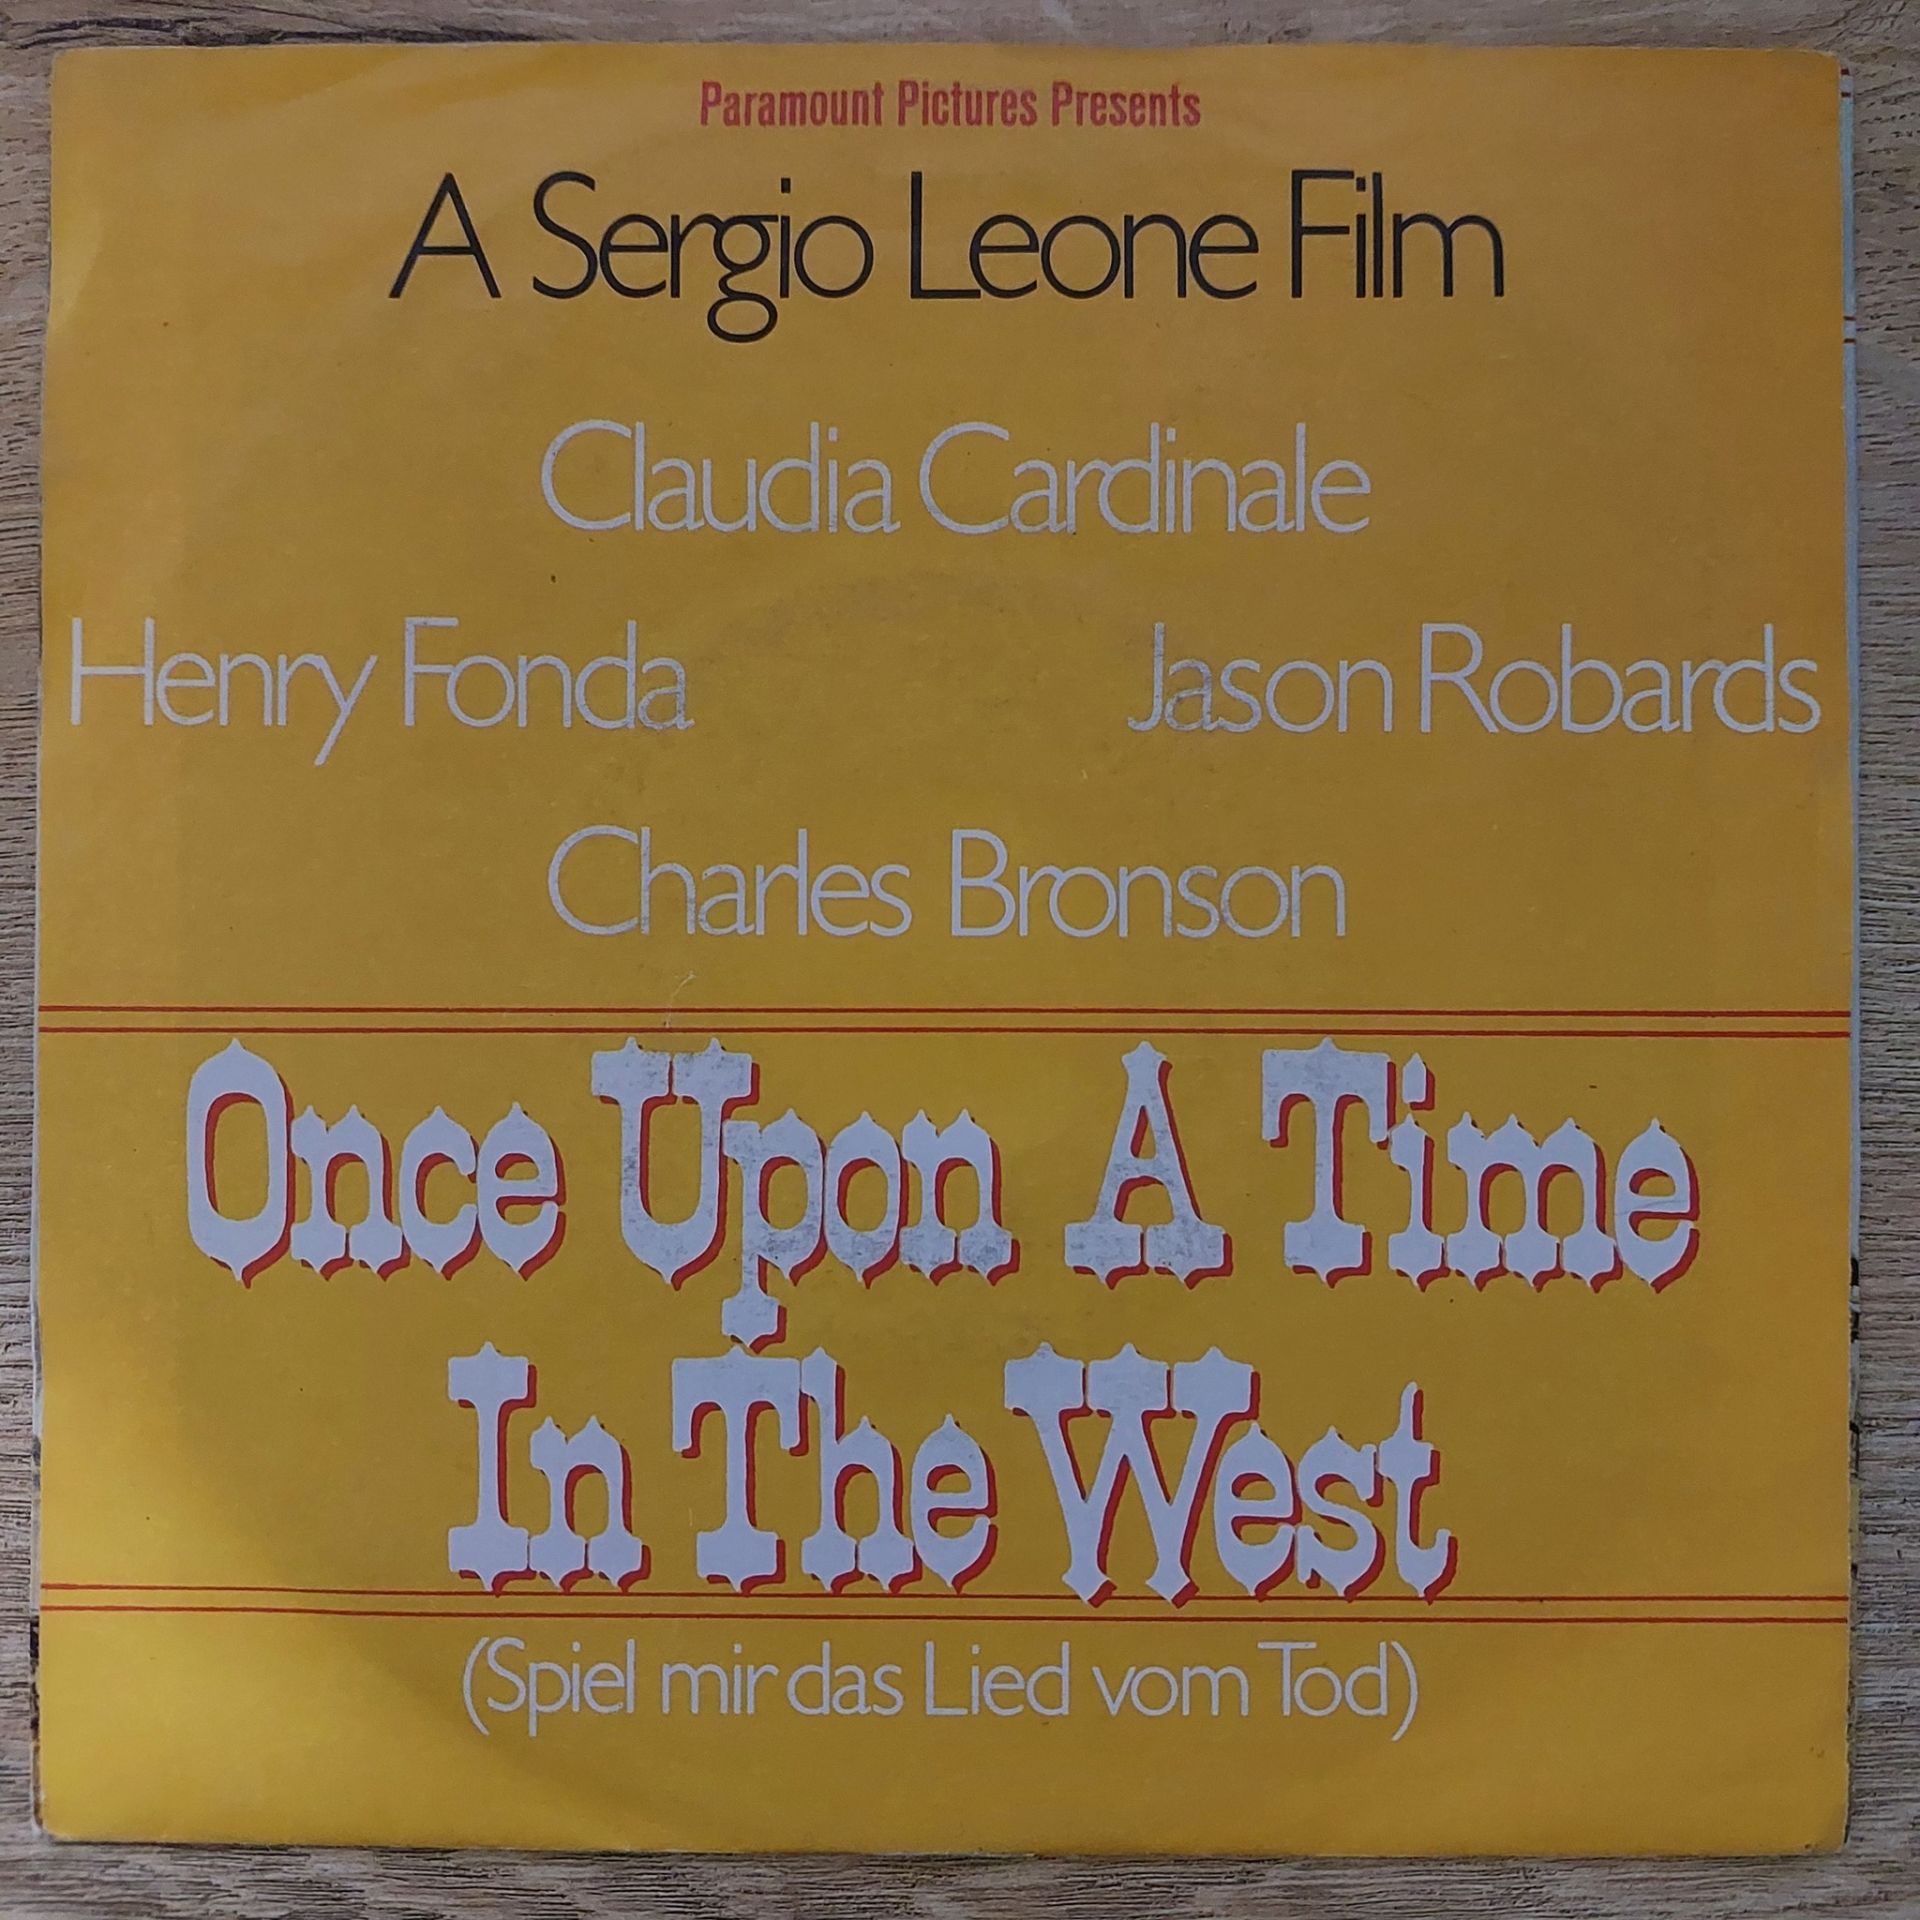 Paramount Pictures Presents
A Sergio Leone Film
Claudia Cardinale
Henry Fonda Jason Robards
Charles Bronson
Once Upon A Time
In The West
(Spiel mir das Lied vom Tod)